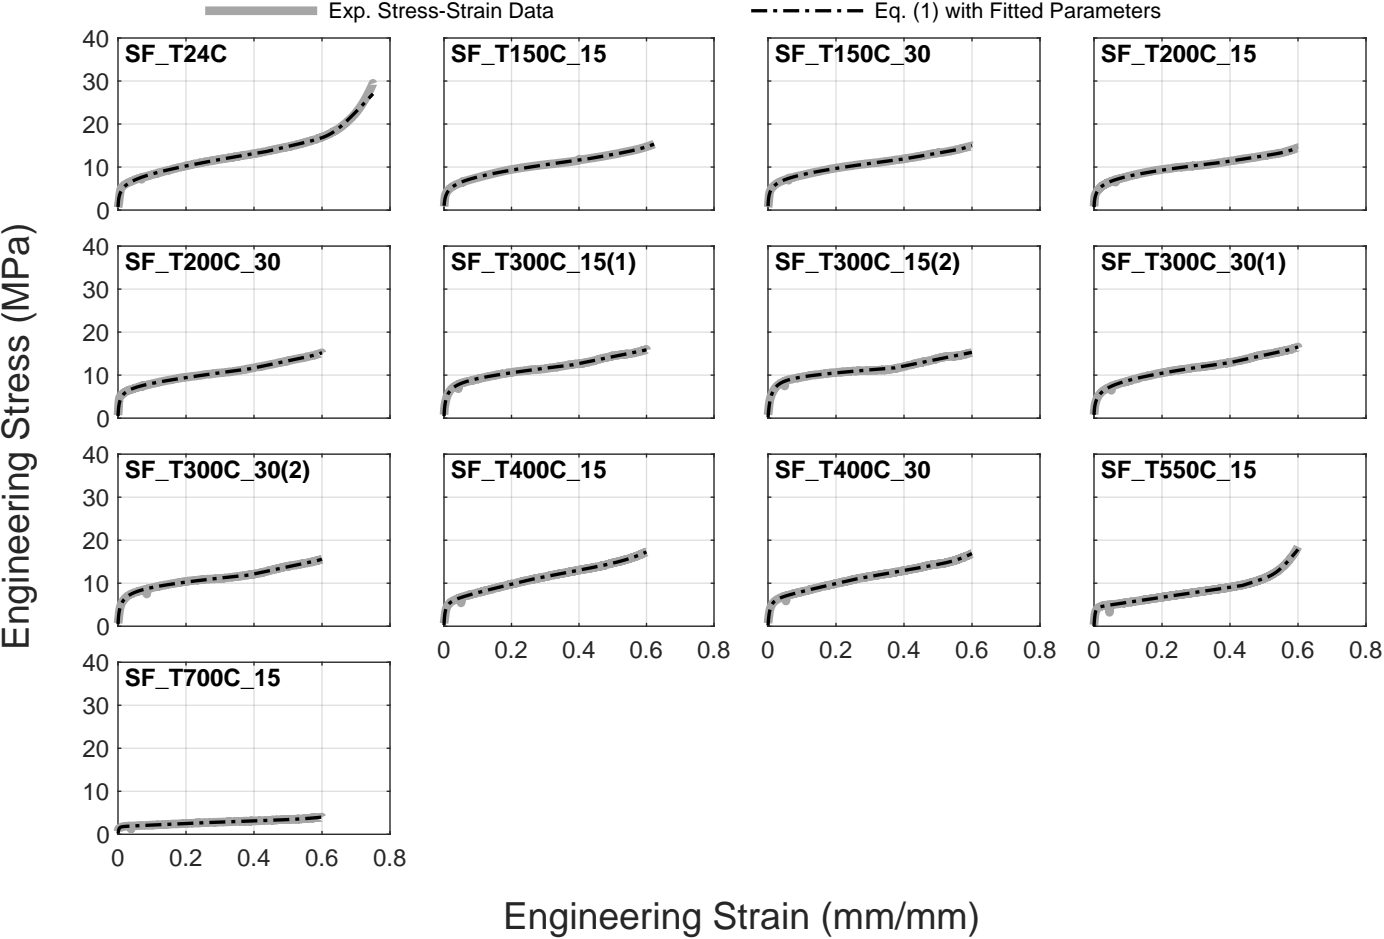 Exp. Stress-Strain Data
Eq. (1) with Fitted Parameters
Engineering Stress (MPa)
SF_T24C
40
30
20
10
0
SF_T150C_15
SF_T150C_30
SF_T200C_15
SF_T200C_30
40
30
20
10
0
SF_T300C_15(1)
SF_T300C_15(2)
SF_T300C_30(1)
SF_T300C_30(2)
40
30
20
10
0
SF_T400C_15
0 0.2 0.4 0.6 0.8
SF_T400C_30
0 0.2 0.4 0.6 0.8
SF_T550C_15
0 0.2 0.4 0.6 0.8
SF_T700C_15
40
30
20
10
0
0 0.2 0.4 0.6 0.8
Engineering Strain (mm/mm)